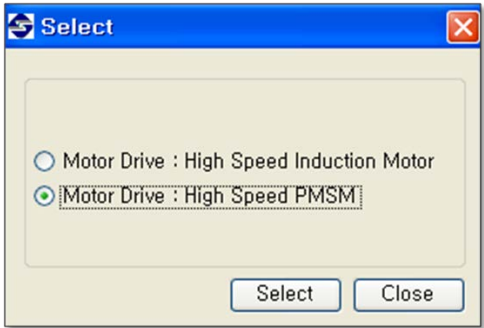 Select
Motor Drive : High Speed Induction Motor
Motor Drive : High Speed PMSM
Select
Close